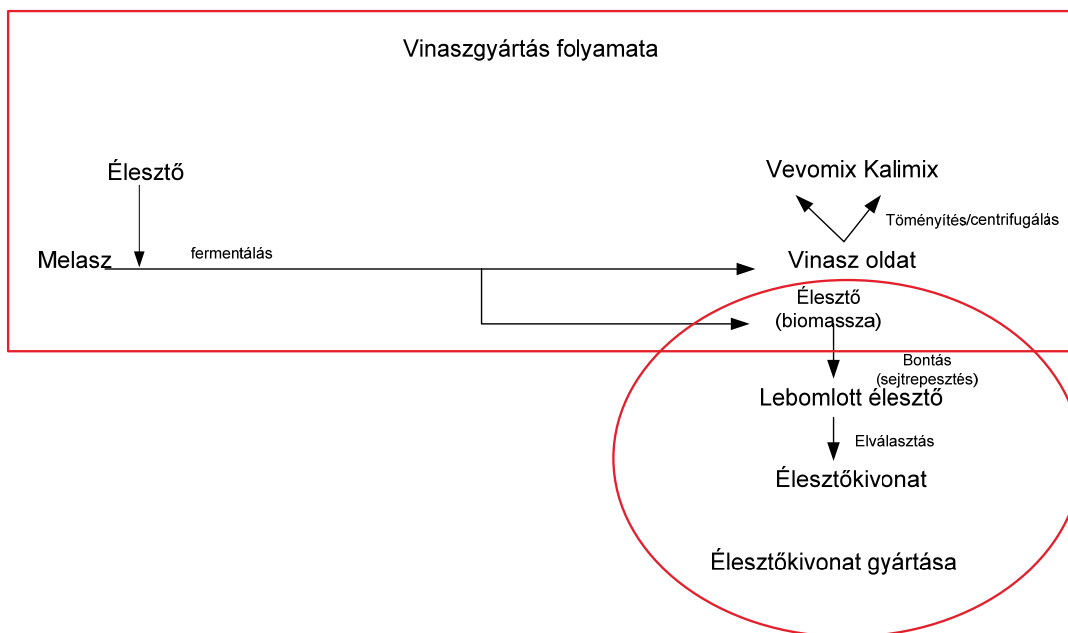 Vinaszgyártás folyamata
Élesztő
Vevomix Kalimix
Töményítés/centrifugálás
Melasz
fermentálás
Vinasz oldat
Élesztő
(biomassza)
Bontás
(sejtrepesztés)
Lebomlott élesztő
Elválasztás
Élesztőkivonat
Élesztőkivonat gyártása